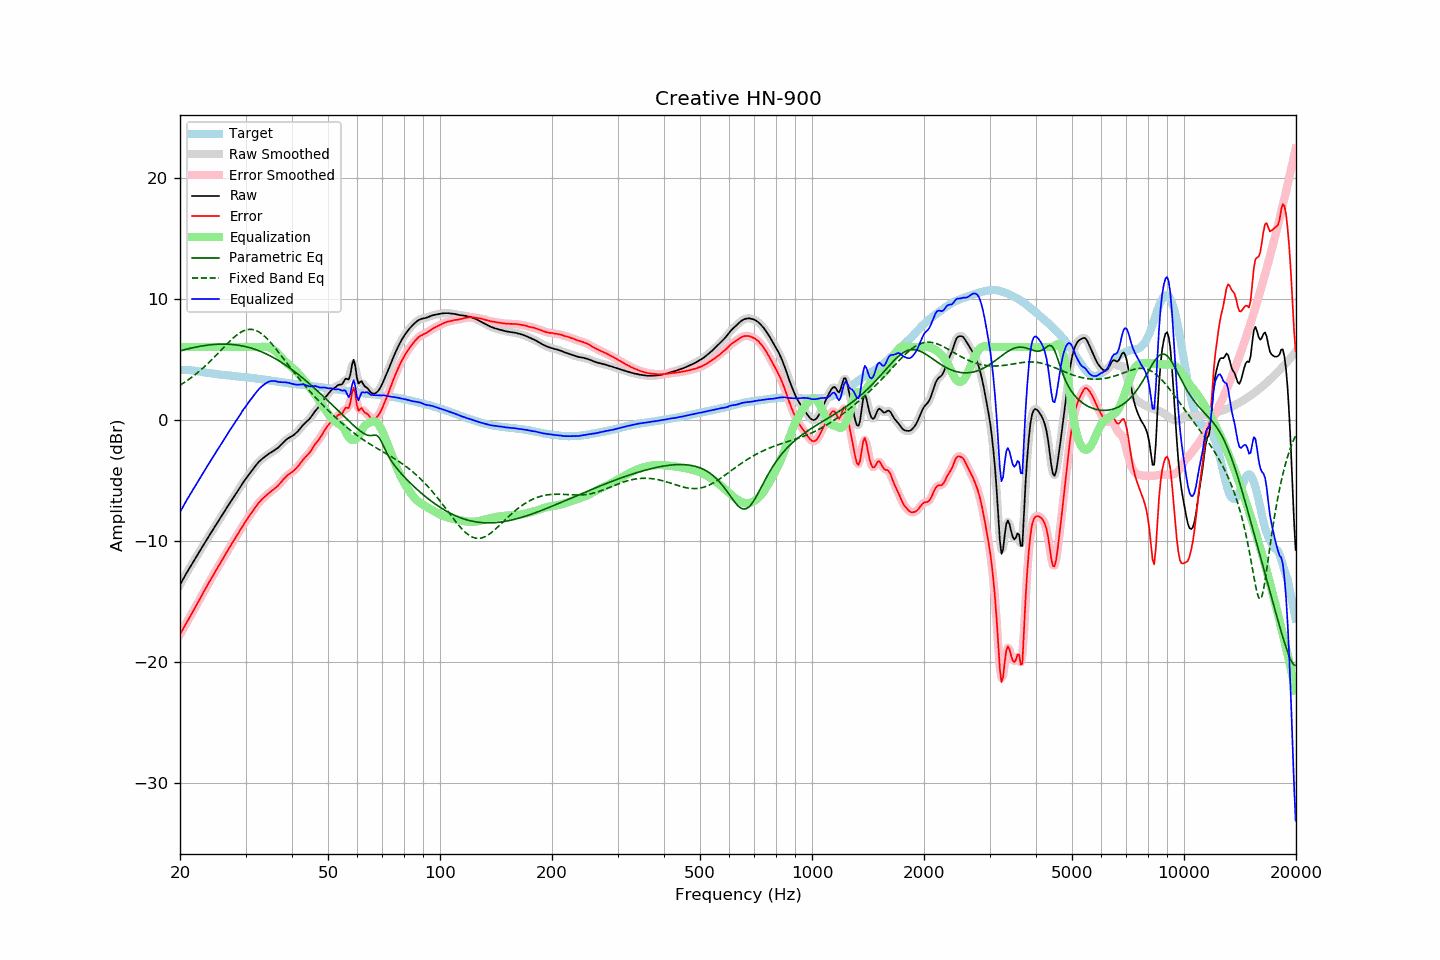 Creative HN-900
Target
Raw Smoothed
Error Smoothed
Raw
Error
Equalization
Parametric Eq
Fixed Band Eq
Equalized
Amplitude (dBr)
20
10
0
−10
−20
−30
20 50 100 200 500 1000 2000 5000 10000 20000
Frequency (Hz)